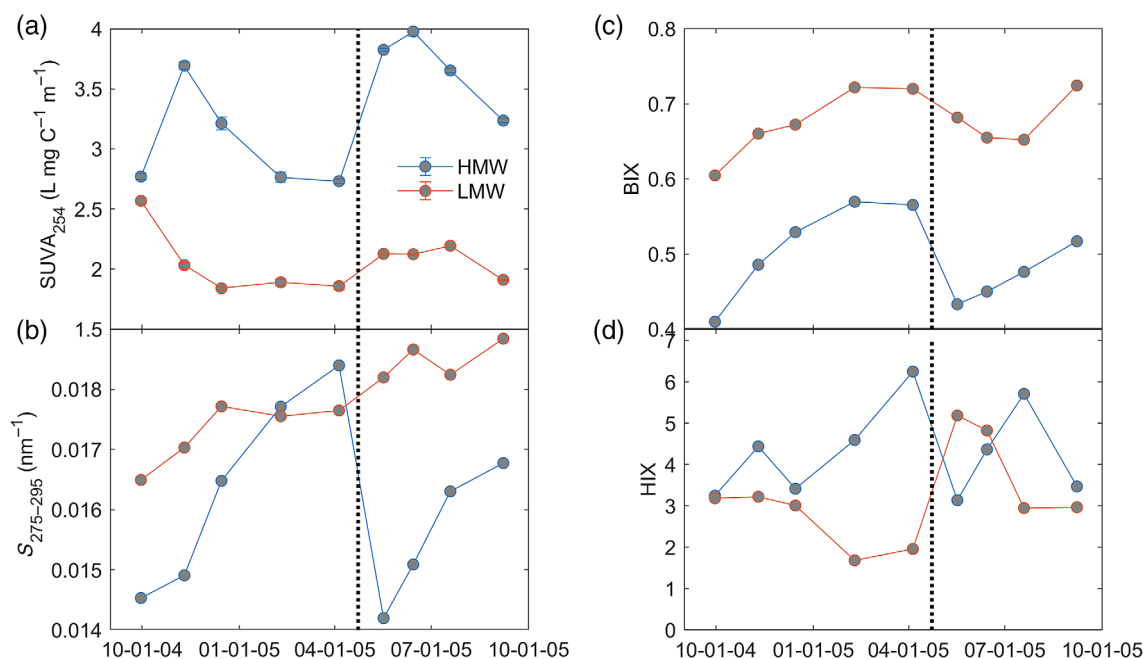 (a)
4
3.5
3
2.5
2
1.5
SUVA254 (L mg C−1 m−1)
HMW
LMW
(b)
0.018
0.017
0.016
0.015
0.014
S275–295 (nm−1)
10-01-04 01-01-05 04-01-05 07-01-05 10-01-05
(c)
0.8
0.7
0.6
0.5
0.4
BIX
(d)
7
6
5
4
3
2
1
0
HIX
10-01-04 01-01-05 04-01-05 07-01-05 10-01-05